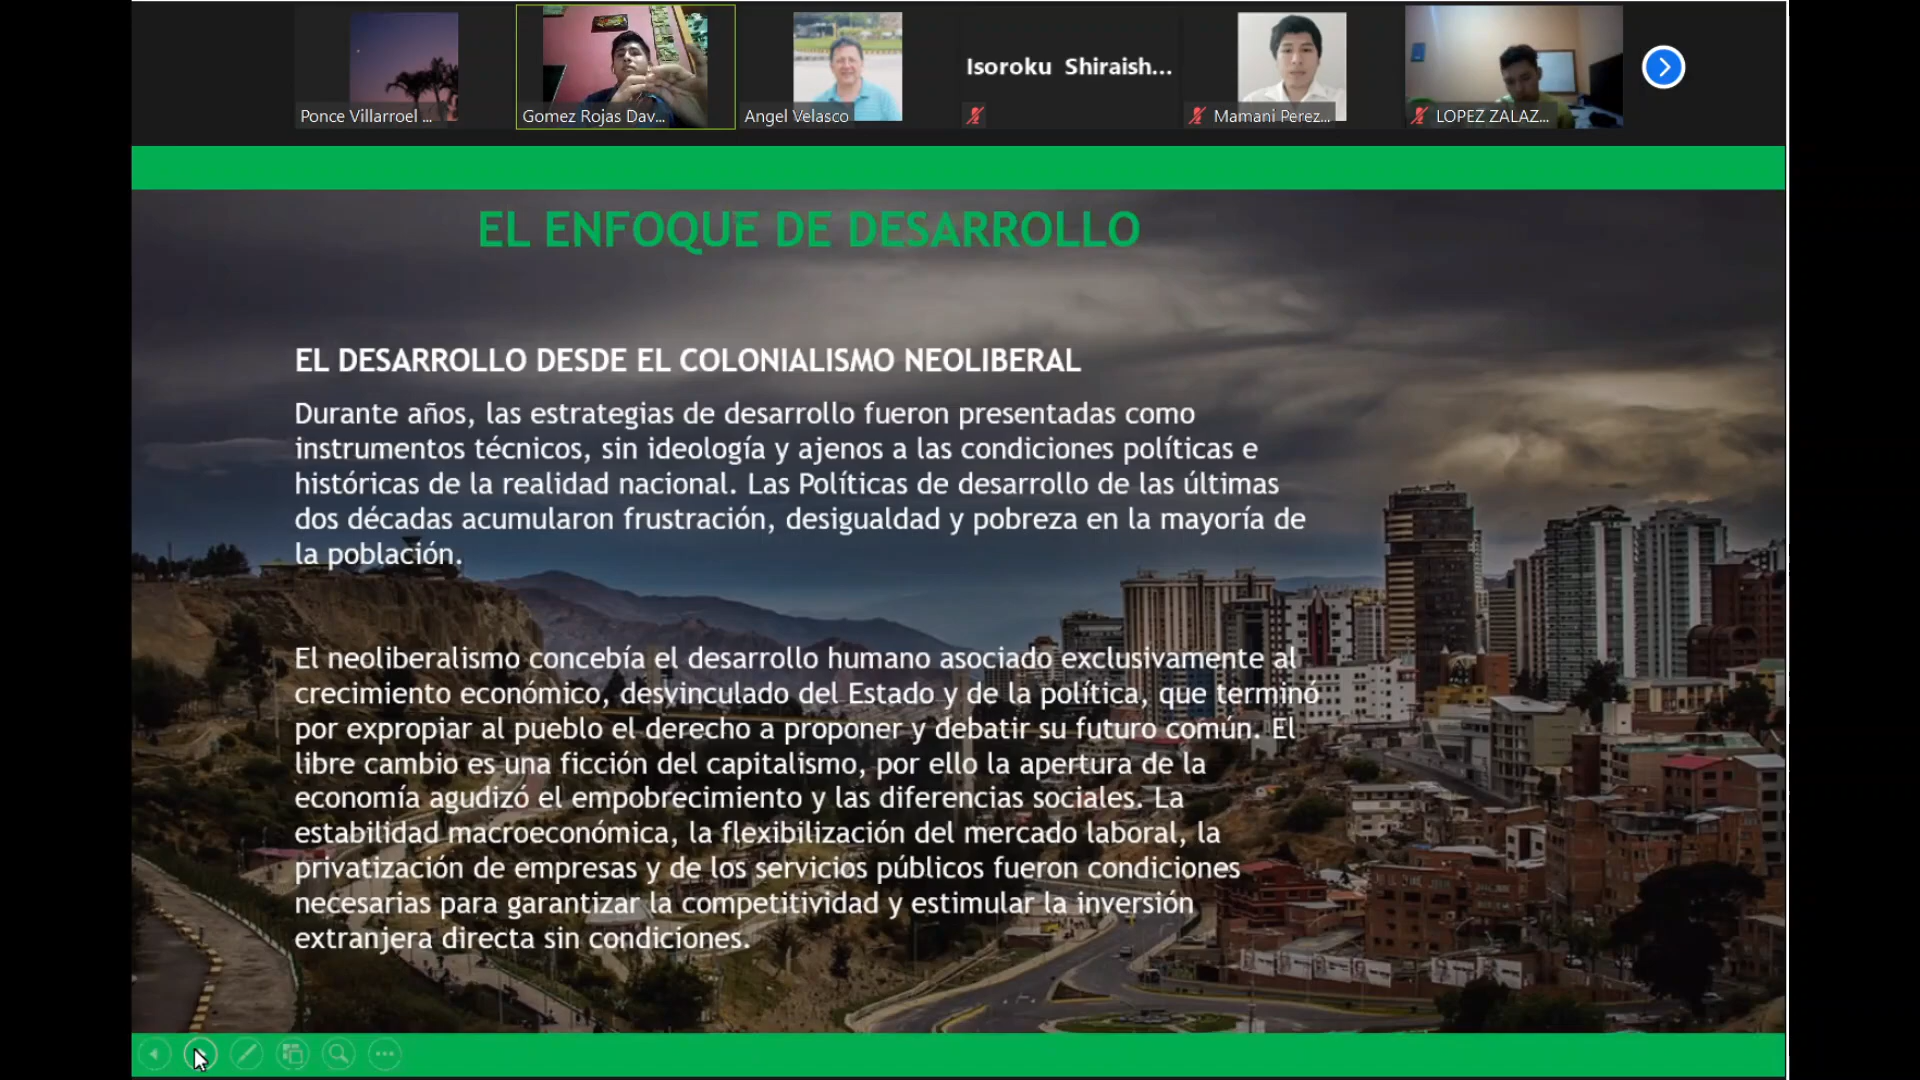 Ponce Villarroel ...
Gomez Rojas Dav...
Angel Velasco
Isoroku Shiraish...
Mamani Perez...
LOPEZ ZALAZ...
EL ENFOQUE DE DESARROLLO
EL DESARROLLO DESDE EL COLONIALISMO NEOLIBERAL
Durante años, las estrategias de desarrollo fueron presentadas como
instrumentos técnicos, sin ideología y ajenos a las condiciones políticas e
históricas de la realidad nacional. Las Políticas de desarrollo de las últimas
dos décadas acumularon frustración, desigualdad y pobreza en la mayoría de
la población.
El neoliberalismo concebía el desarrollo humano asociado exclusivamente al
crecimiento económico, desvinculado del Estado y de la política, que terminó
por expropiar al pueblo el derecho a proponer y debatir su futuro común. El
libre cambio es una ficción del capitalismo, por ello la apertura de la
economía agudizó el empobrecimiento y las diferencias sociales. La
estabilidad macroeconómica, la flexibilización del mercado laboral, la
privatización de empresas y de los servicios públicos fueron condiciones
necesarias para garantizar la competitividad y estimular la inversión
extranjera directa sin condiciones.